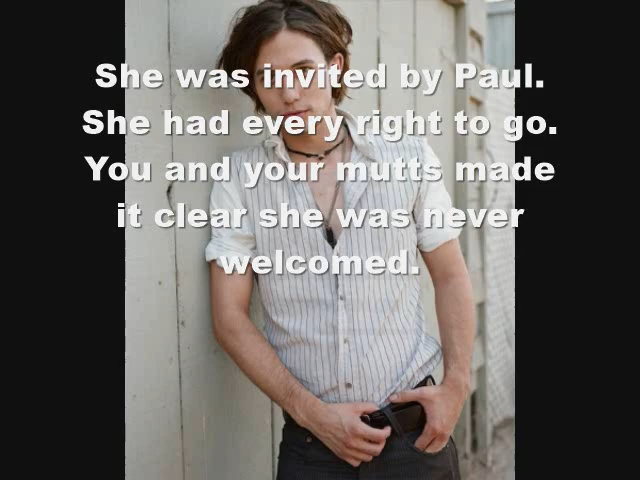 She was invited by Paul.
She had every right to go.
You and your mutts made
it clear she was never
welcomed.